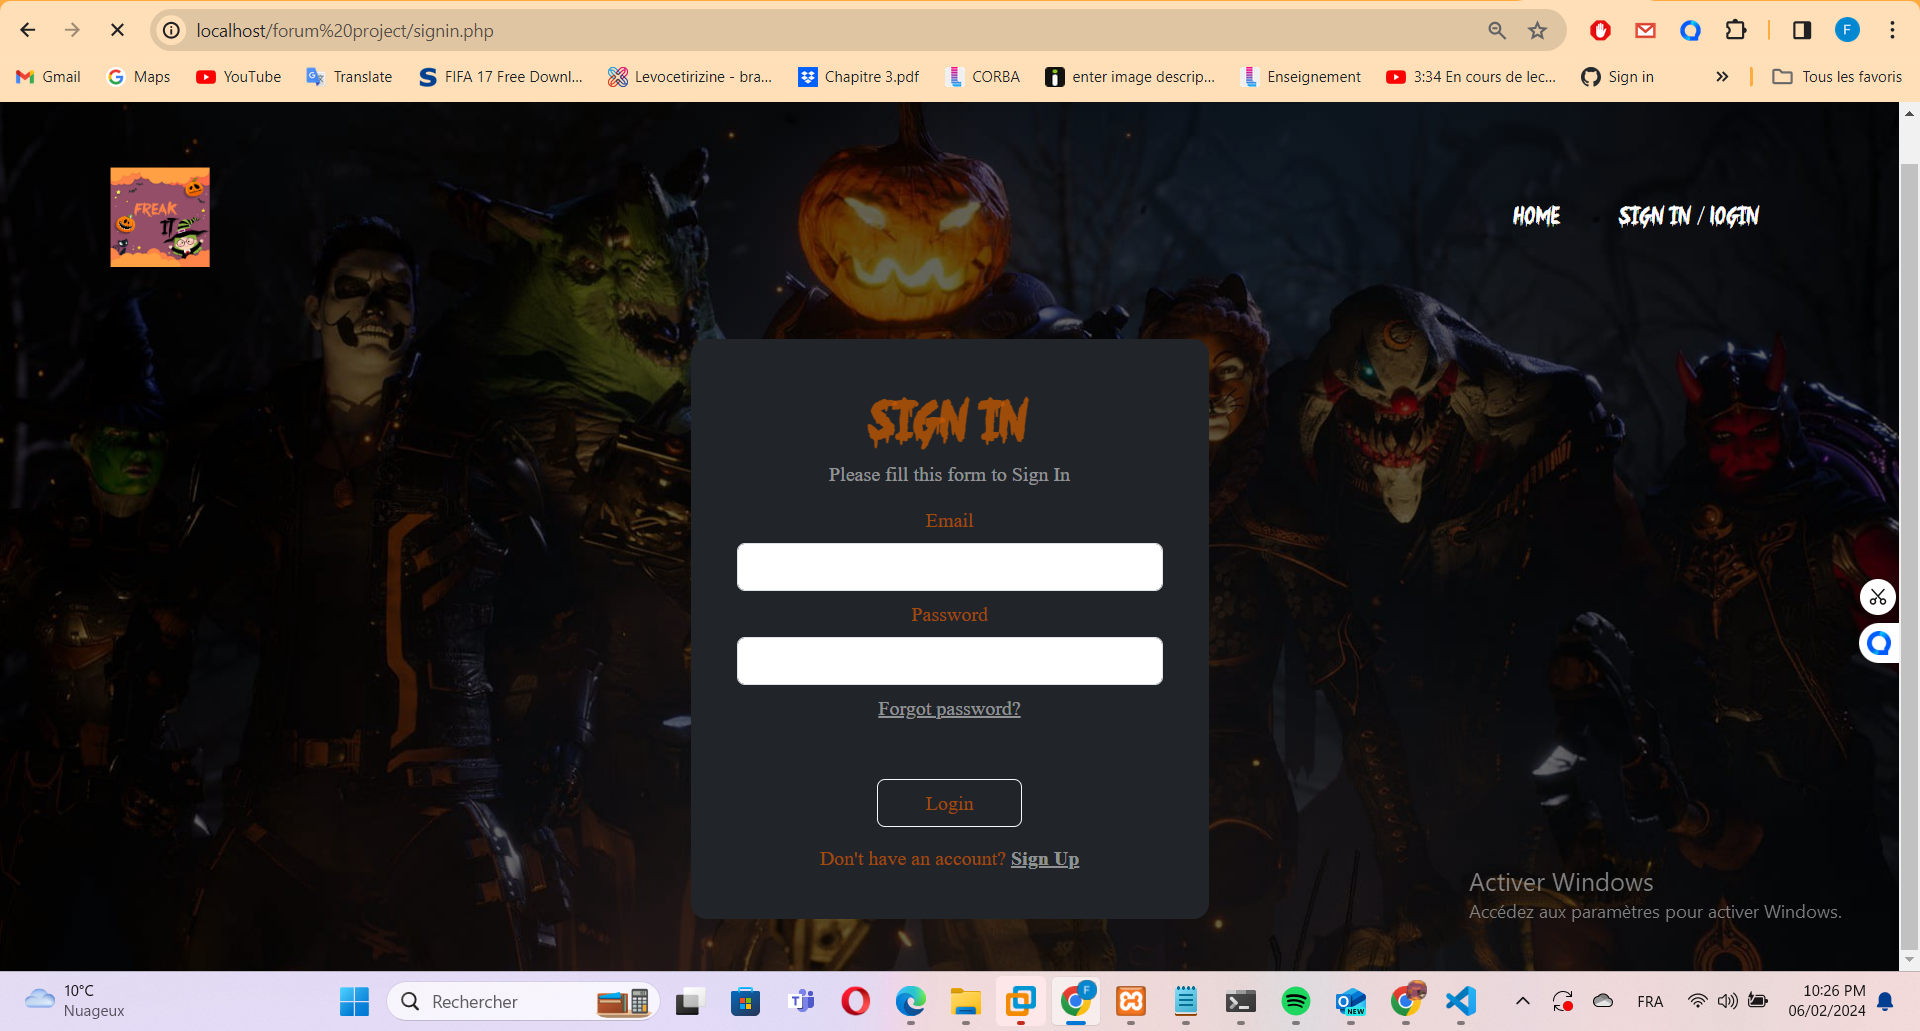 localhost/forum%20project/signin.php
F
Gmail
Maps
YouTube
Translate
FIFA 17 Free Downl...
Levocetirizine - bra...
Chapitre 3.pdf
CORBA
enter image descrip...
Enseignement
3:34 En cours de lec...
Sign in
Tous les favoris
FREAK
IT
HOME
SIGN IN / lOGIN
SIGN IN
Please fill this form to Sign In
Email
Password
Forgot password?
Login
Don't have an account? Sign Up
Activer Windows
Accédez aux paramètres pour activer Windows.
10°C
Nuageux
Rechercher
F
NEW
FRA
10:26 PM
06/02/2024